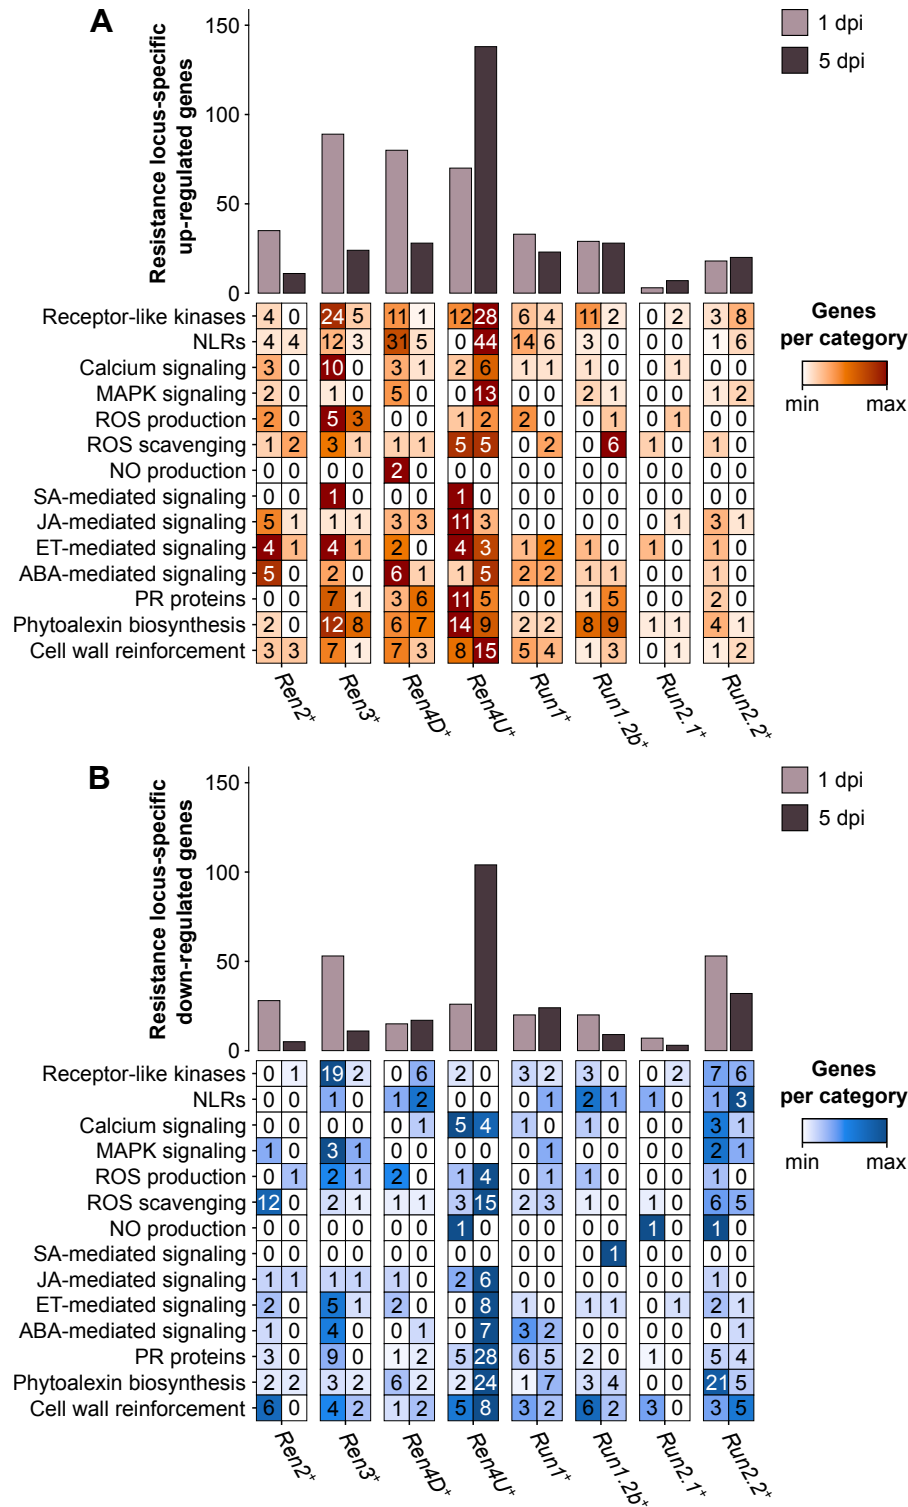 A
Resistance locus-specific
up-regulated genes
150
100
50
0
1 dpi
5 dpi
Receptor-like kinases 4 0 24 5 11 1 12 28 6 4 11 2 0 2 3 8
NLRs 4 4 12 3 31 5 0 44 14 6 3 0 0 0 1 6
Calcium signaling 3 0 10 0 3 1 2 6 1 1 1 0 0 1 0 0
MAPK signaling 2 0 1 0 5 0 0 13 0 0 2 1 0 0 1 2
ROS production 2 0 5 3 0 0 1 2 2 0 0 1 0 1 0 0
ROS scavenging 1 2 3 1 1 1 5 5 0 2 0 6 1 0 1 0
NO production 0 0 0 0 2 0 0 0 0 0 0 0 0 0 0 0
SA-mediated signaling 0 0 1 0 0 0 1 0 0 0 0 0 0 0 0 0
JA-mediated signaling 5 1 1 1 3 3 11 3 0 0 0 0 0 1 3 1
ET-mediated signaling 4 1 4 1 2 0 4 3 1 2 1 0 1 0 1 0
ABA-mediated signaling 5 0 2 0 6 1 1 5 2 2 1 1 0 0 1 0
PR proteins 0 0 7 1 3 6 11 5 0 0 1 5 0 0 2 0
Phytoalexin biosynthesis 2 0 12 8 6 7 14 9 2 2 8 9 1 1 4 1
Cell wall reinforcement 3 3 7 1 7 3 8 15 5 4 1 3 0 1 1 2
Genes
per category
min max
Ren2+ Ren3+ Ren4D+ Ren4U+ Run1+ Run1.2b+ Run2.1+ Run2.2+
B
Resistance locus-specific
down-regulated genes
150
100
50
0
1 dpi
5 dpi
Receptor-like kinases 0 1 19 2 0 6 2 0 3 2 3 0 0 2 7 6
NLRs 0 0 1 0 1 2 0 0 0 1 2 1 1 0 1 3
Calcium signaling 0 0 0 0 0 1 5 4 1 0 1 0 0 0 3 1
MAPK signaling 1 0 3 1 0 0 0 0 0 1 0 0 0 0 2 1
ROS production 0 1 2 1 2 0 1 4 0 1 1 0 0 0 1 0
ROS scavenging 12 0 2 1 1 1 3 15 2 3 1 0 1 0 6 5
NO production 0 0 0 0 0 0 1 0 0 0 0 0 1 0 1 0
SA-mediated signaling 0 0 0 0 0 0 0 0 0 0 0 1 0 0 0 0
JA-mediated signaling 1 1 1 1 1 0 2 6 0 0 0 0 0 0 1 0
ET-mediated signaling 2 0 5 1 2 0 0 8 1 0 1 1 0 1 2 1
ABA-mediated signaling 1 0 4 0 0 1 0 7 3 2 0 0 0 0 0 1
PR proteins 3 0 9 0 1 2 5 28 6 5 2 0 1 0 5 4
Phytoalexin biosynthesis 2 2 3 2 6 2 2 24 1 7 3 4 0 0 21 5
Cell wall reinforcement 6 0 4 2 1 2 5 8 3 2 6 2 3 0 3 5
Genes
per category
min max
Ren2+ Ren3+ Ren4D+ Ren4U+ Run1+ Run1.2b+ Run2.1+ Run2.2+